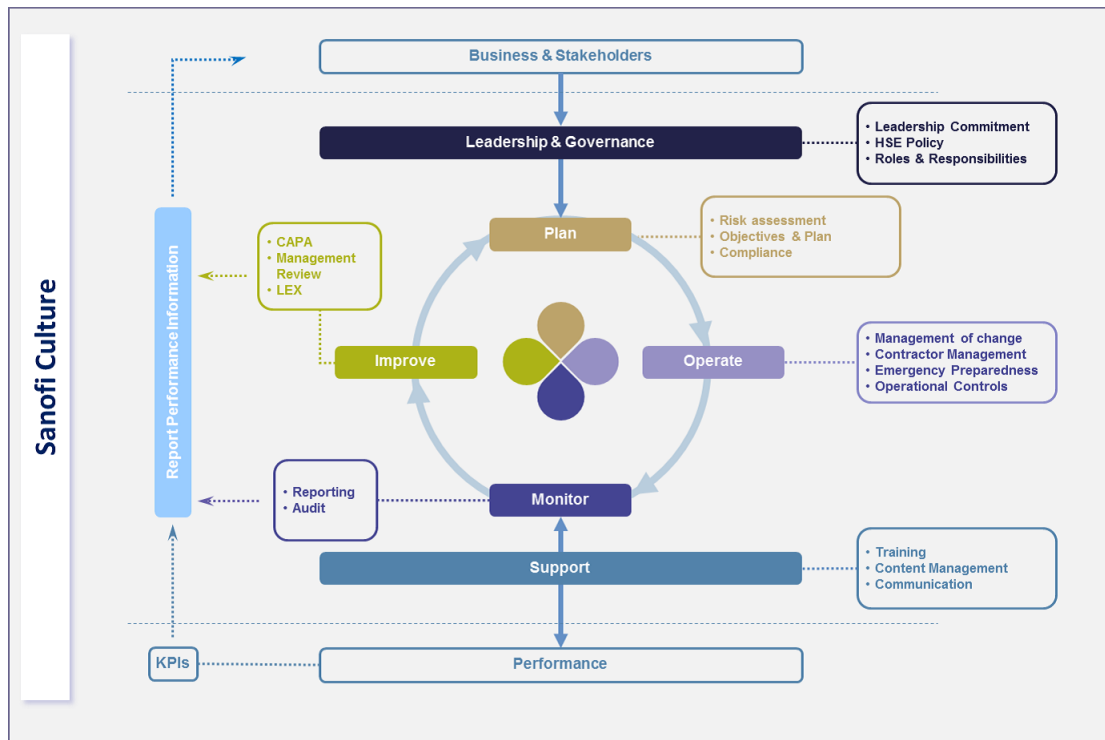 Sanofi Culture
Business & Stakeholders
Leadership & Governance
• Leadership Commitment
• HSE Policy
• Roles & Responsibilities
Plan
• Risk assessment
• Objectives & Plan
• Compliance
Report Performance Information
• CAPA
• Management
Review
• LEX
Improve
Operate
• Management of change
• Contractor Management
• Emergency Preparedness
• Operational Controls
• Reporting
• Audit
Monitor
Support
• Training
• Content Management
• Communication
KPIs
Performance